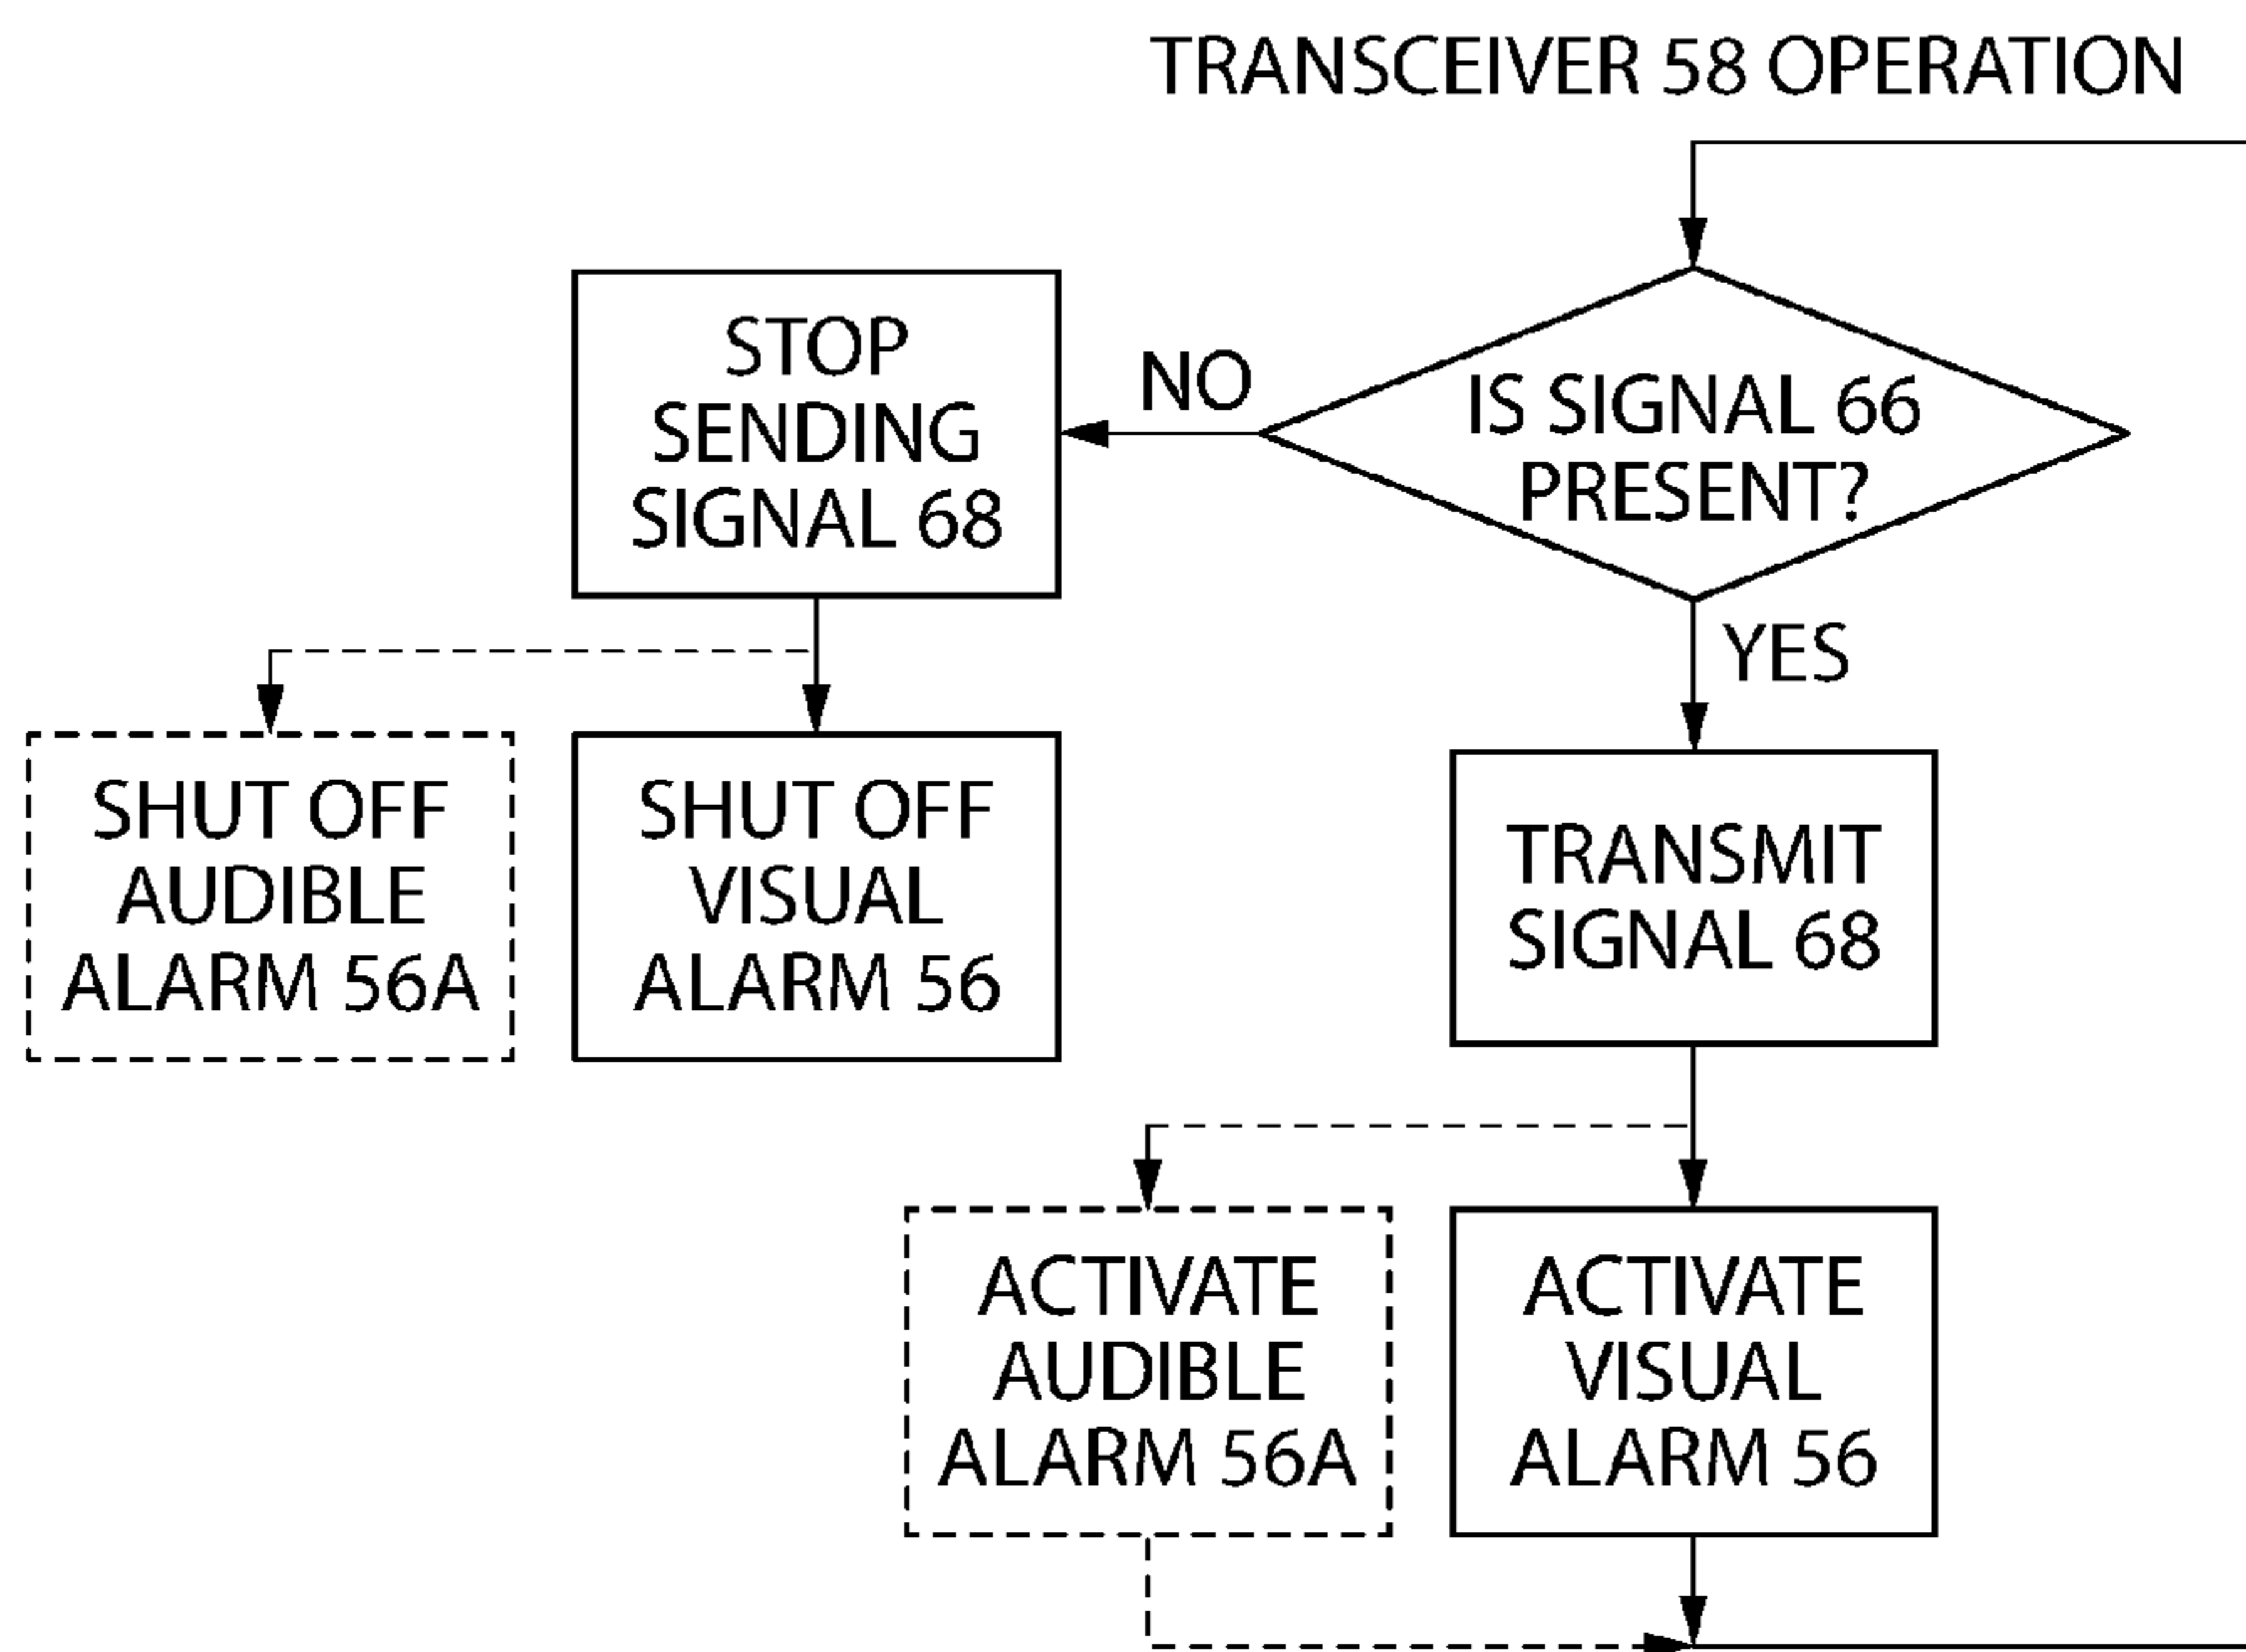 TRANSCEIVER 58 OPERATION
IS SIGNAL 66
PRESENT?
NO
STOP
SENDING
SIGNAL 68
SHUT OFF
AUDIBLE
ALARM 56A
SHUT OFF
VISUAL
ALARM 56
YES
TRANSMIT
SIGNAL 68
ACTIVATE
AUDIBLE
ALARM 56A
ACTIVATE
VISUAL
ALARM 56